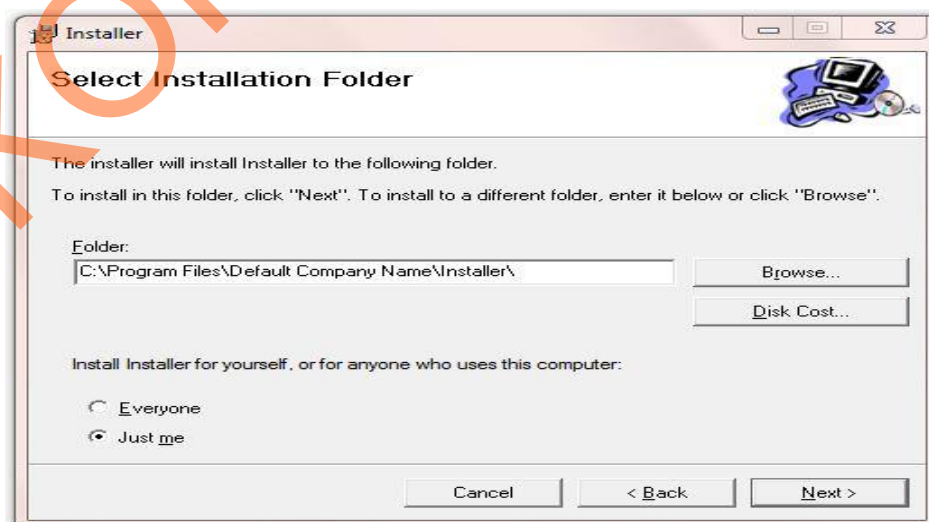 Installer
Select Installation Folder
The installer will install Installer to the following folder.
To install in this folder, click "Next". To install to a different folder, enter it below or click "Browse".
Folder:
C:\Program Files\Default Company Name\Installer\
Browse...
Disk Cost...
Install Installer for yourself, or for anyone who uses this computer:
Everyone
Just me
Cancel
< Back
Next >